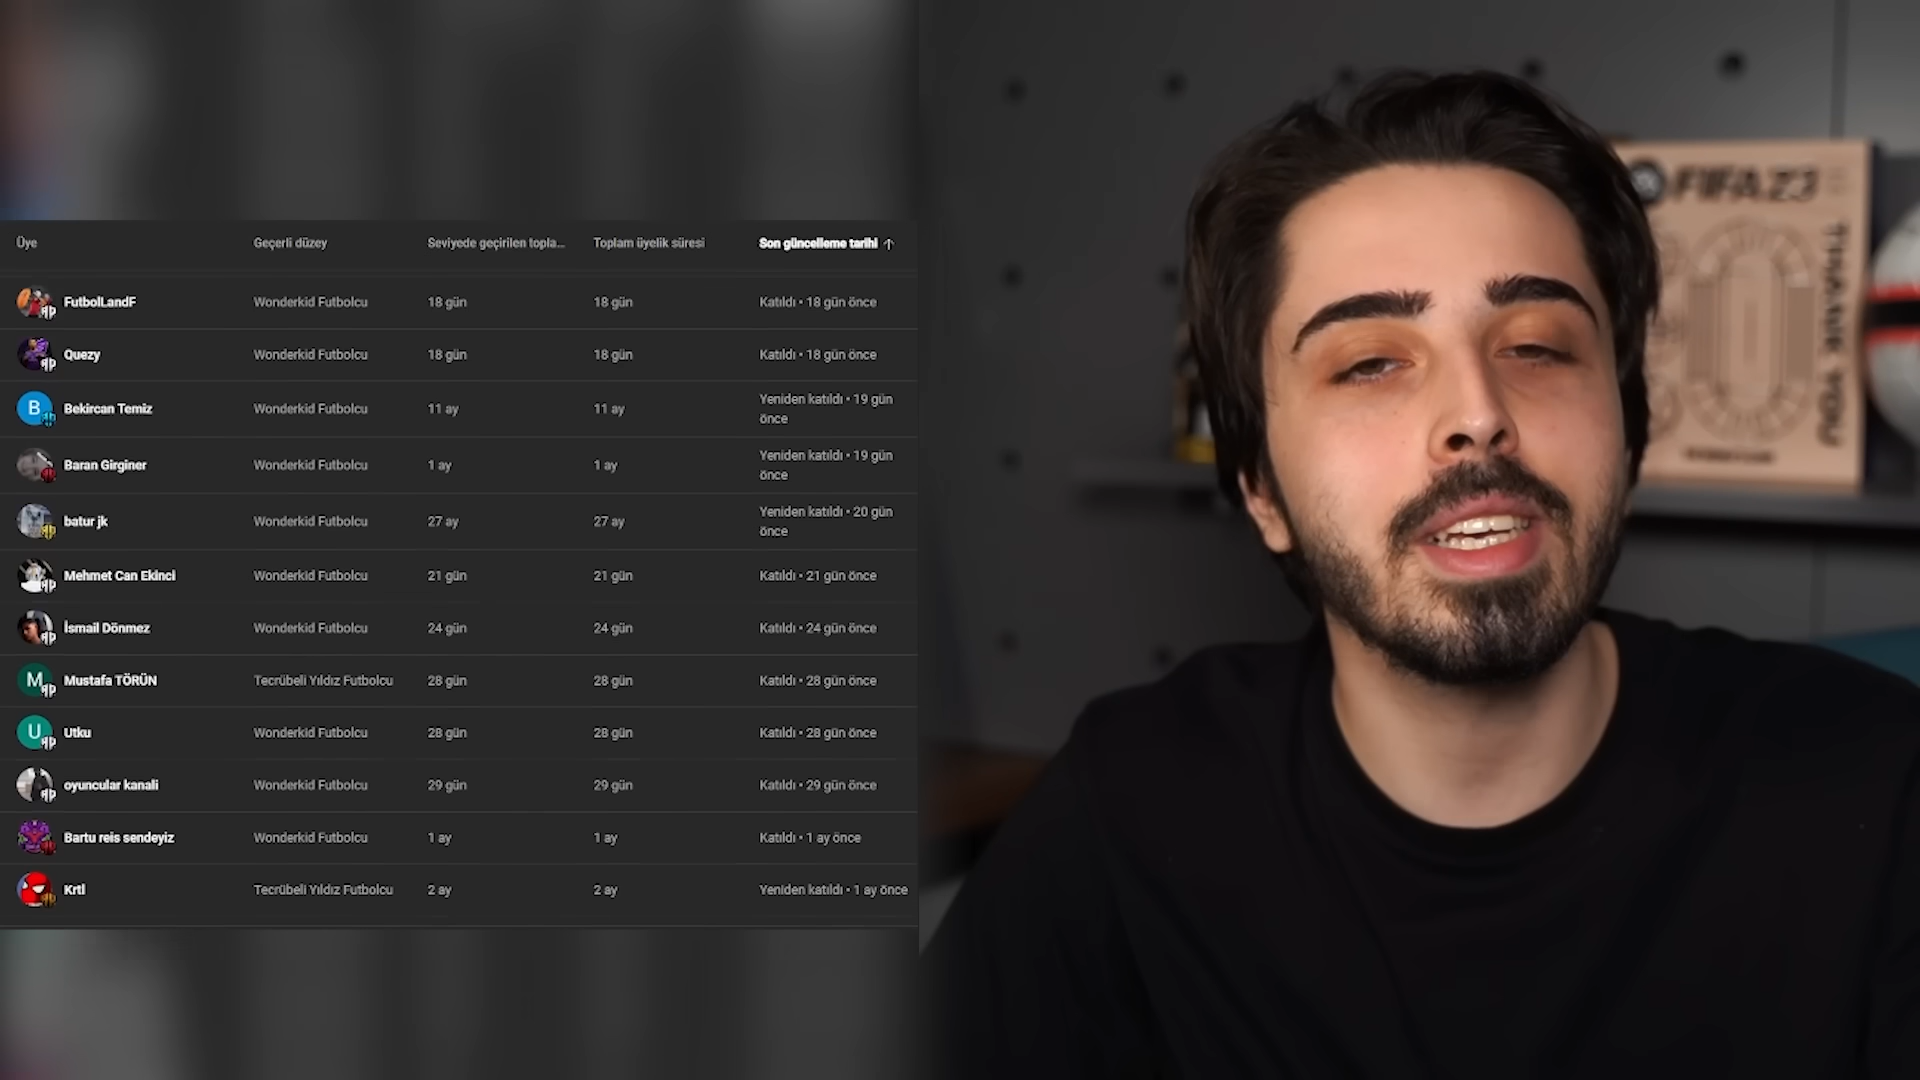 Üye Geçerli düzey Seviyede geçirilen topla... Toplam üyelik süresi Son güncelleme tarihi ↑
FutbolLandF Wonderkid Futbolcu 18 gün 18 gün Katıldı • 18 gün önce
Quezy Wonderkid Futbolcu 18 gün 18 gün Katıldı • 18 gün önce
B Bekircan Temiz Wonderkid Futbolcu 11 ay 11 ay Yeniden katıldı • 19 gün
önce
Baran Girginer Wonderkid Futbolcu 1 ay 1 ay Yeniden katıldı • 19 gün
önce
batur jk Wonderkid Futbolcu 27 ay 27 ay Yeniden katıldı • 20 gün
önce
Mehmet Can Ekinci Wonderkid Futbolcu 21 gün 21 gün Katıldı • 21 gün önce
İsmail Dönmez Wonderkid Futbolcu 24 gün 24 gün Katıldı • 24 gün önce
M Mustafa TÖRÜN Tecrübeli Yıldız Futbolcu 28 gün 28 gün Katıldı • 28 gün önce
U Utku Wonderkid Futbolcu 28 gün 28 gün Katıldı • 28 gün önce
oyuncular kanali Wonderkid Futbolcu 29 gün 29 gün Katıldı • 29 gün önce
Bartu reis sendeyiz Wonderkid Futbolcu 1 ay 1 ay Katıldı • 1 ay önce
Krtl Tecrübeli Yıldız Futbolcu 2 ay 2 ay Yeniden katıldı • 1 ay önce
FIFA 23
THANK YOU